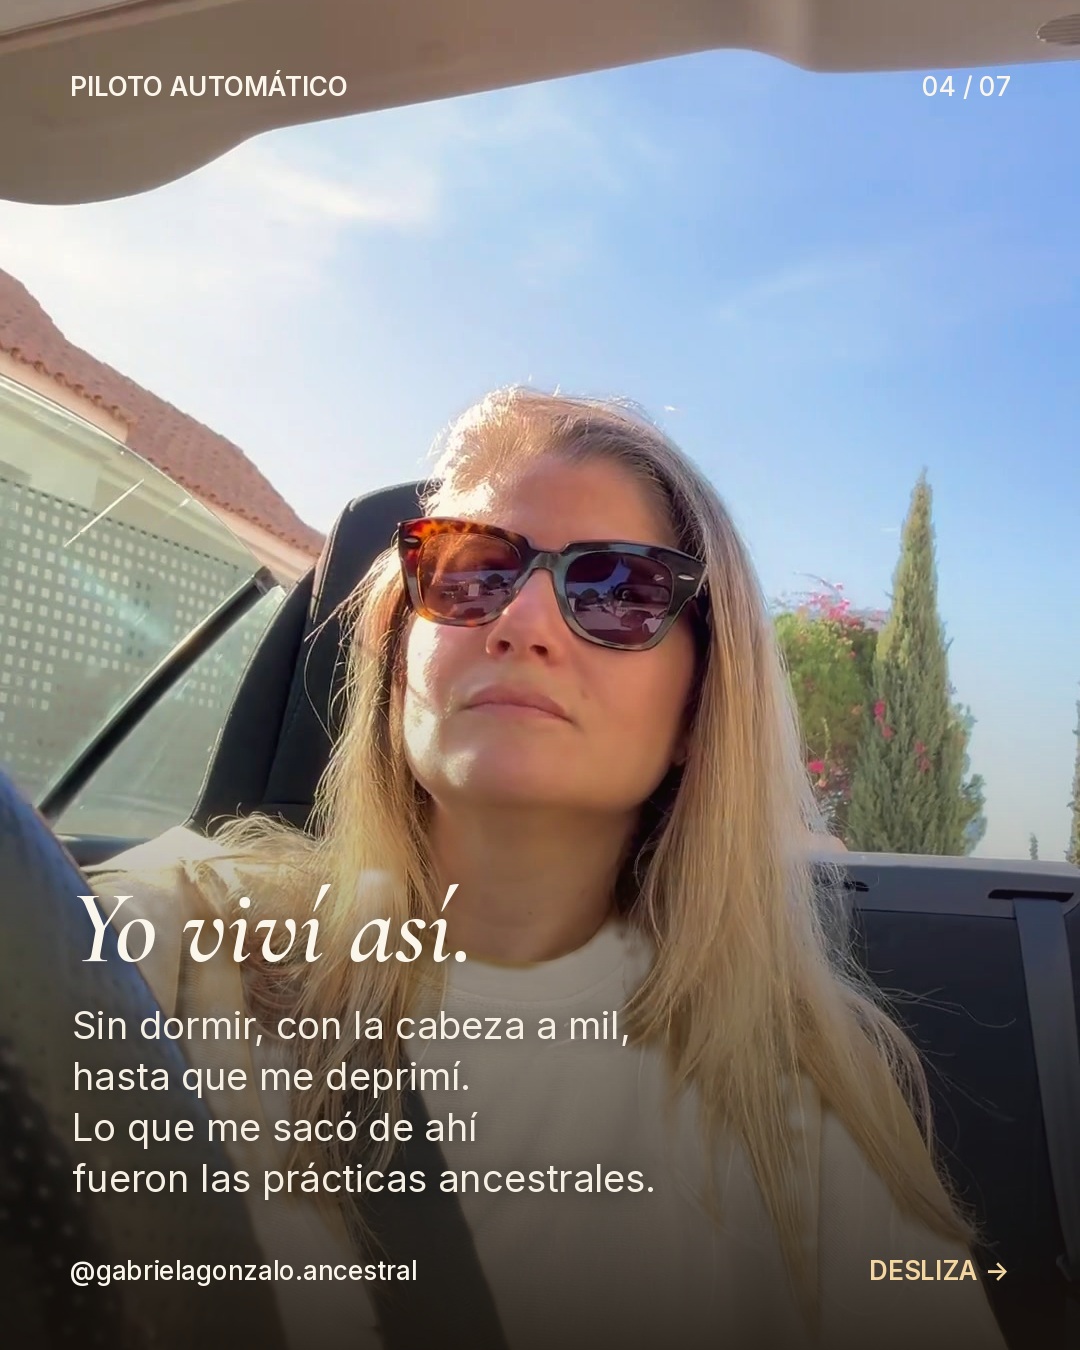 PILOTO AUTOMÁTICO
04 / 07
Yo viví así.
Sin dormir, con la cabeza a mil,
hasta que me deprimí.
Lo que me sacó de ahí
fueron las prácticas ancestrales.
@gabrielagonzalo.ancestral
DESLIZA →